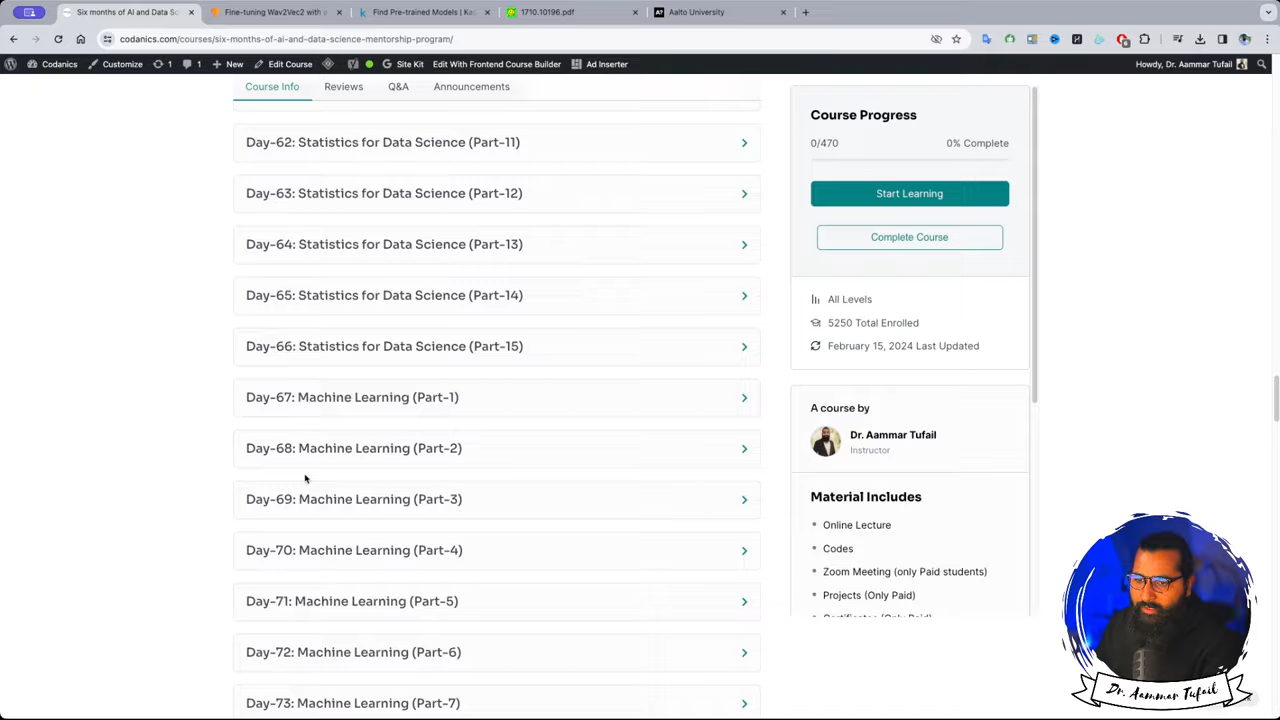 Six months of AI and Data Sc
Fine-tuning Wav2Vec2 with a
Find Pre-trained Models | Ka
1710.10196.pdf
Aalto University
codanics.com/courses/six-months-of-ai-and-data-science-mentorship-program/
Codanics
Customize
1
1
New
Edit Course
Site Kit
Edit With Frontend Course Builder
Ad Inserter
Howdy, Dr. Aammar Tufail
Course Info
Reviews
Q&A
Announcements
Day-62: Statistics for Data Science (Part-11)
Day-63: Statistics for Data Science (Part-12)
Day-64: Statistics for Data Science (Part-13)
Day-65: Statistics for Data Science (Part-14)
Day-66: Statistics for Data Science (Part-15)
Day-67: Machine Learning (Part-1)
Day-68: Machine Learning (Part-2)
Day-69: Machine Learning (Part-3)
Day-70: Machine Learning (Part-4)
Day-71: Machine Learning (Part-5)
Day-72: Machine Learning (Part-6)
Day-73: Machine Learning (Part-7)
Course Progress
0/470
0% Complete
Start Learning
Complete Course
All Levels
5250 Total Enrolled
February 15, 2024 Last Updated
A course by
Dr. Aammar Tufail
Instructor
Material Includes
Online Lecture
Codes
Zoom Meeting (only Paid students)
Projects (Only Paid)
Certificates (Only Paid)
Dr. Aammar Tufail